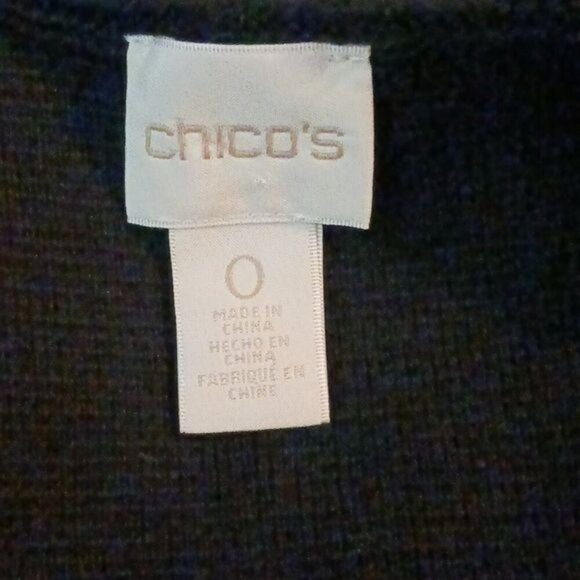 chico's
0
MADE IN
CHINA
HECHO EN
CHINA
FABRIQUÉ EN
CHINE